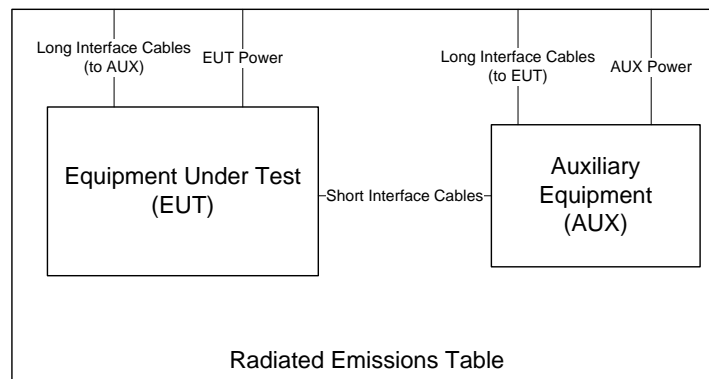 Long Interface Cables
(to AUX)
EUT Power
Long Interface Cables
(to EUT)
AUX Power
Equipment Under Test
(EUT)
Short Interface Cables
Auxiliary
Equipment
(AUX)
Radiated Emissions Table